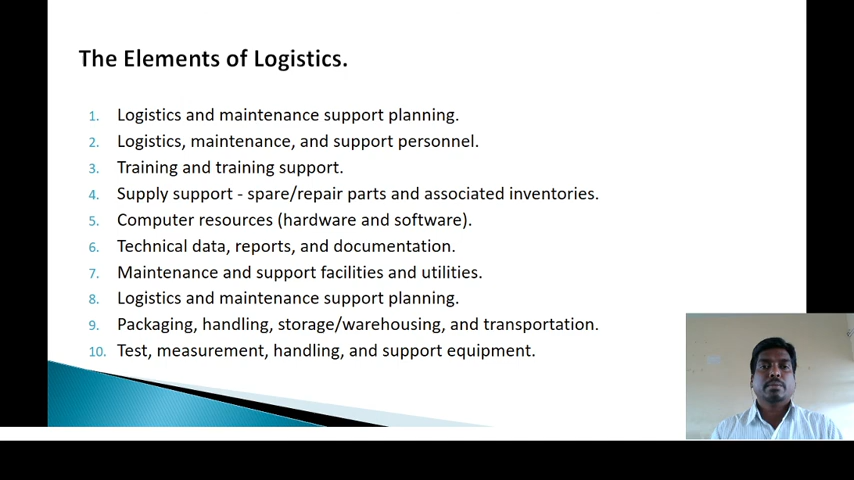 The Elements of Logistics.
1. Logistics and maintenance support planning.
2. Logistics, maintenance, and support personnel.
3. Training and training support.
4. Supply support - spare/repair parts and associated inventories.
5. Computer resources (hardware and software).
6. Technical data, reports, and documentation.
7. Maintenance and support facilities and utilities.
8. Logistics and maintenance support planning.
9. Packaging, handling, storage/warehousing, and transportation.
10. Test, measurement, handling, and support equipment.